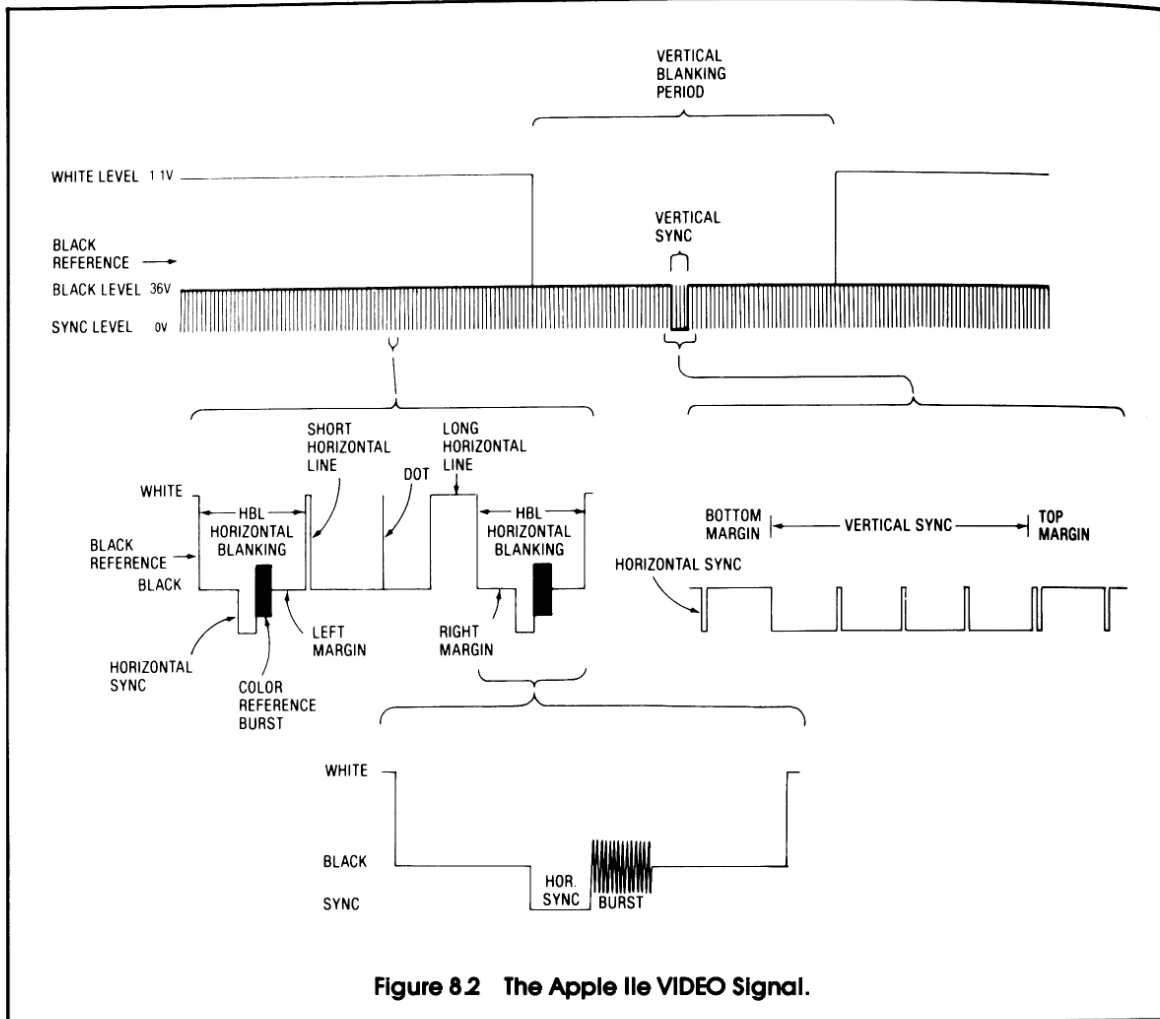 VERTICAL
BLANKING
PERIOD
WHITE LEVEL 1 1V
VERTICAL
SYNC
BLACK
REFERENCE
BLACK LEVEL 36V
SYNC LEVEL 0V
SHORT
HORIZONTAL
LINE
LONG
HORIZONTAL
LINE
DOT
WHITE
HBL
HORIZONTAL
BLANKING
HBL
HORIZONTAL
BLANKING
BLACK
REFERENCE
BLACK
LEFT
MARGIN
RIGHT
MARGIN
HORIZONTAL
SYNC
COLOR
REFERENCE
BURST
BOTTOM
MARGIN
VERTICAL SYNC
TOP
MARGIN
HORIZONTAL SYNC
WHITE
BLACK
HOR.
SYNC
BURST
SYNC
Figure 8.2 The Apple IIe VIDEO Signal.